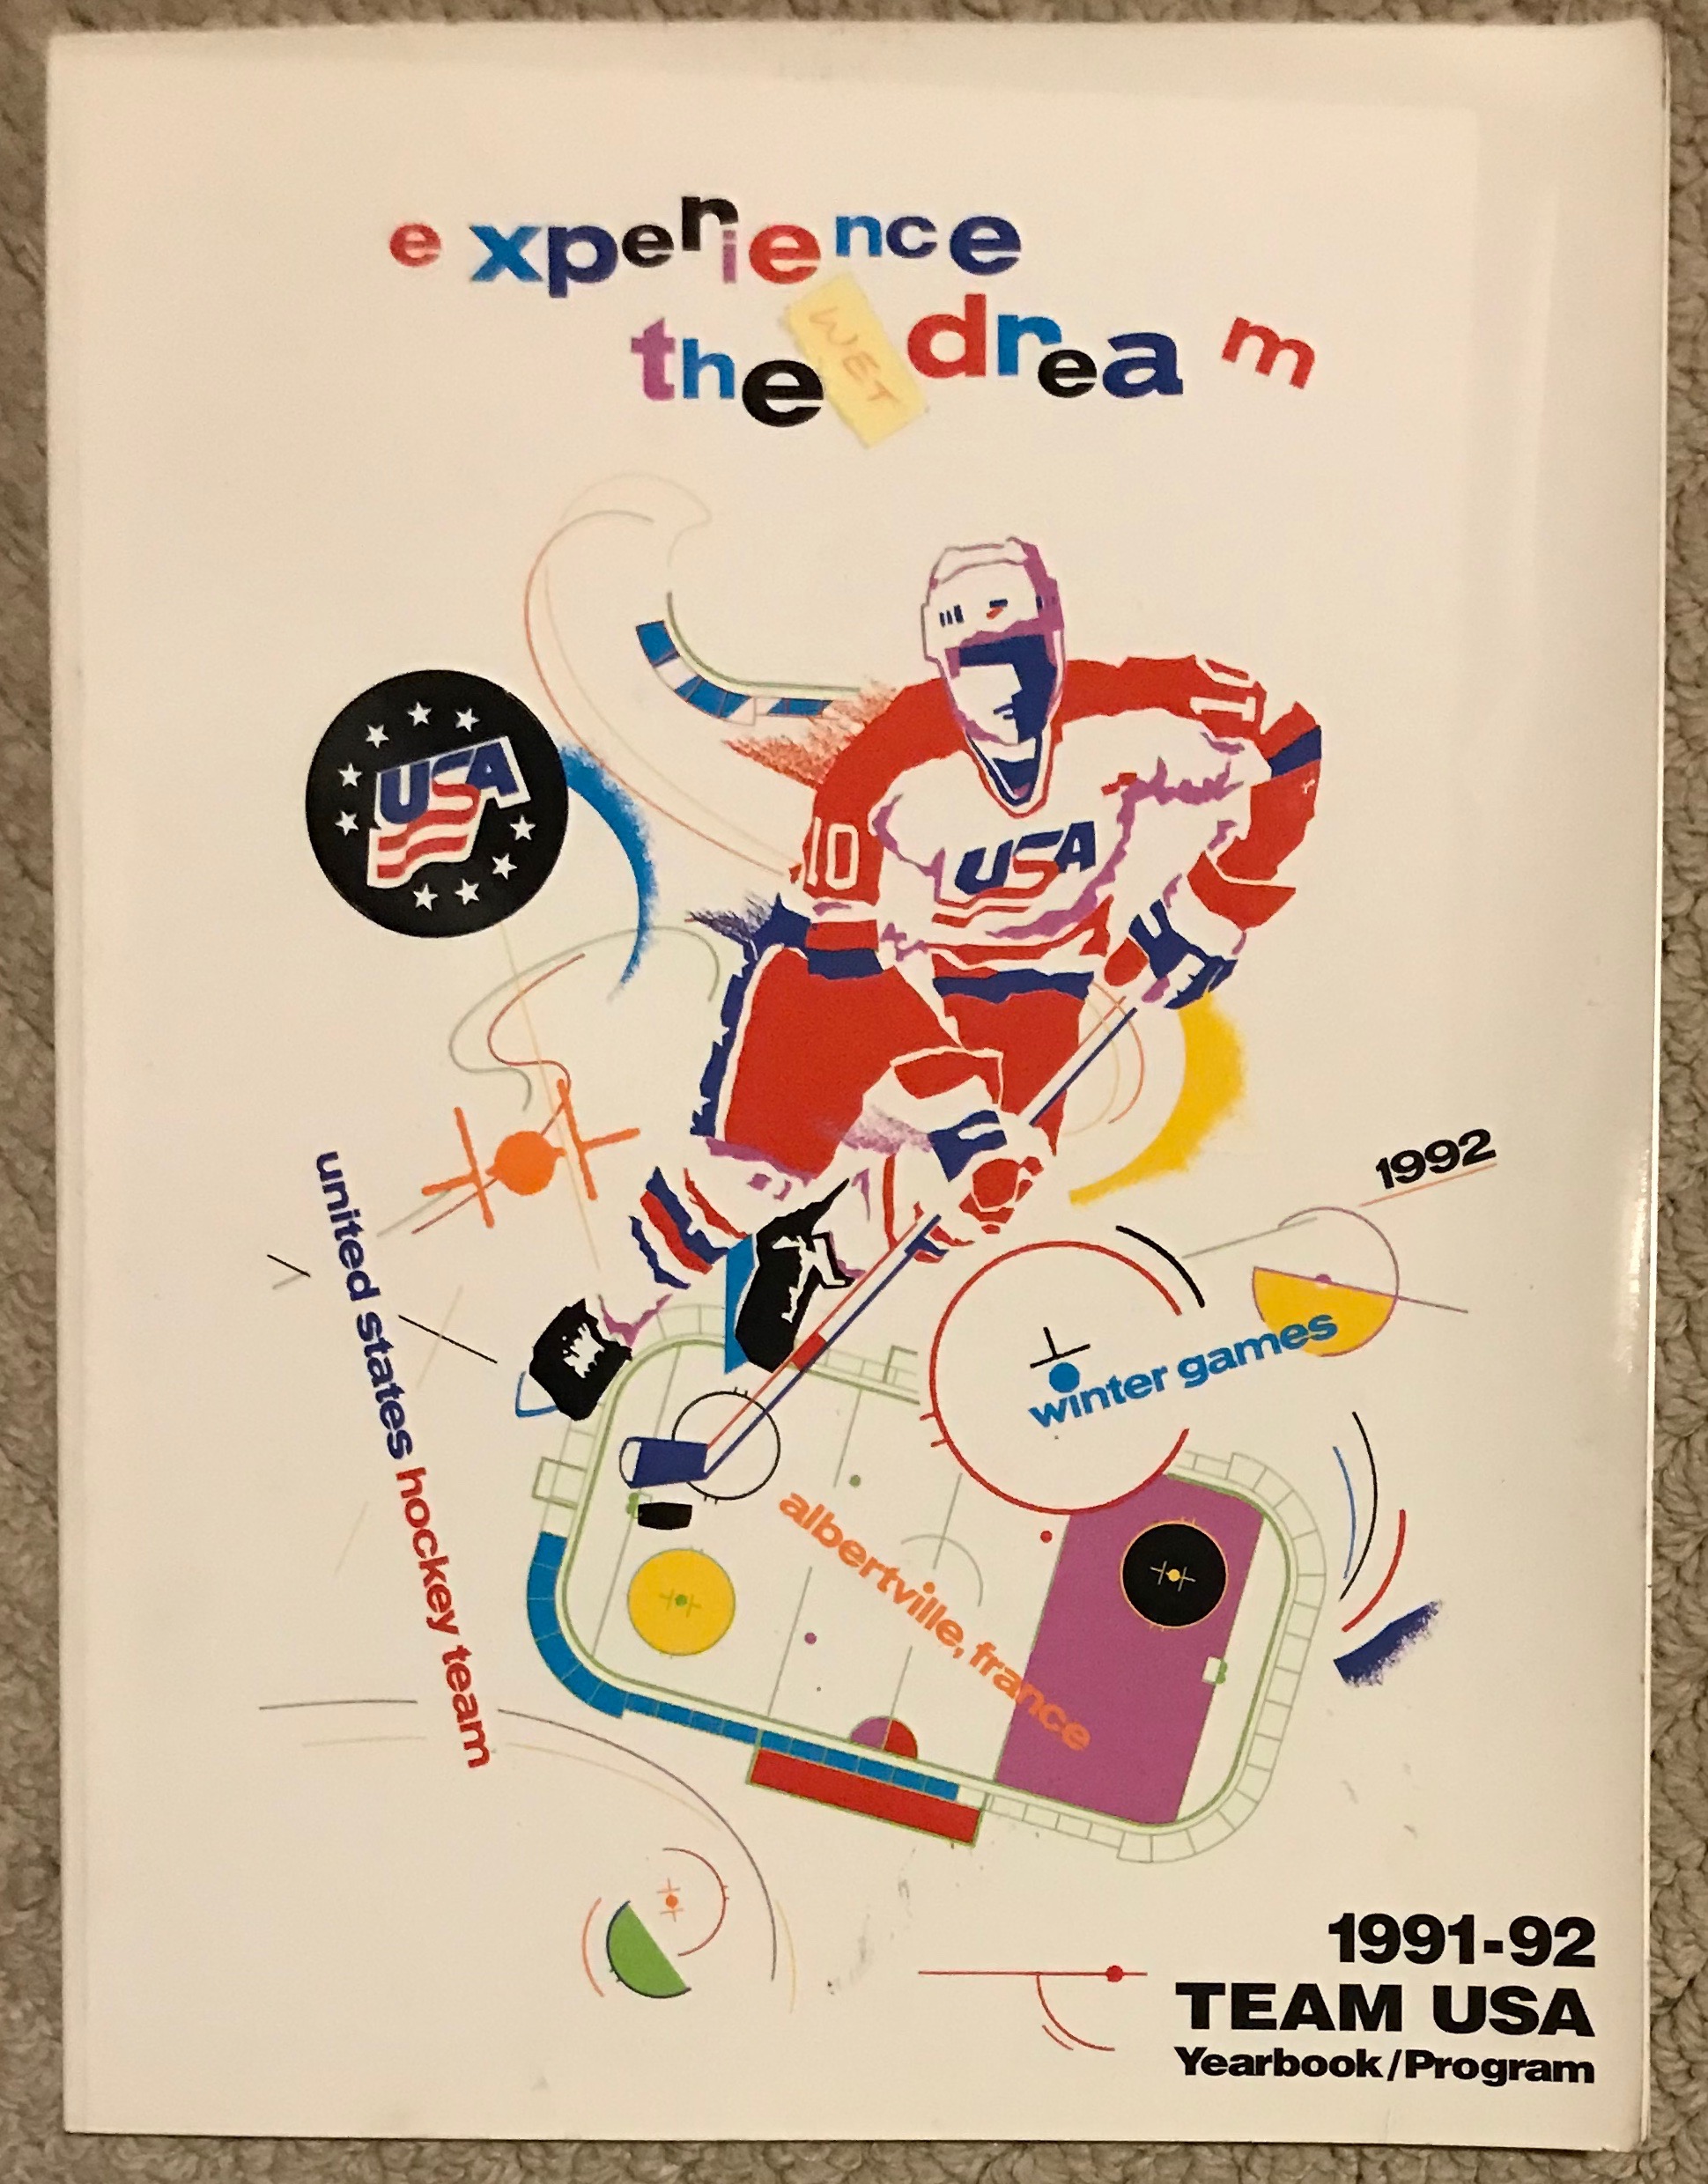 experience
the dream
WET
USA
10
10
USA
1992
winter games
united states hockey team
albertville, france
1991-92
TEAM USA
Yearbook/Program